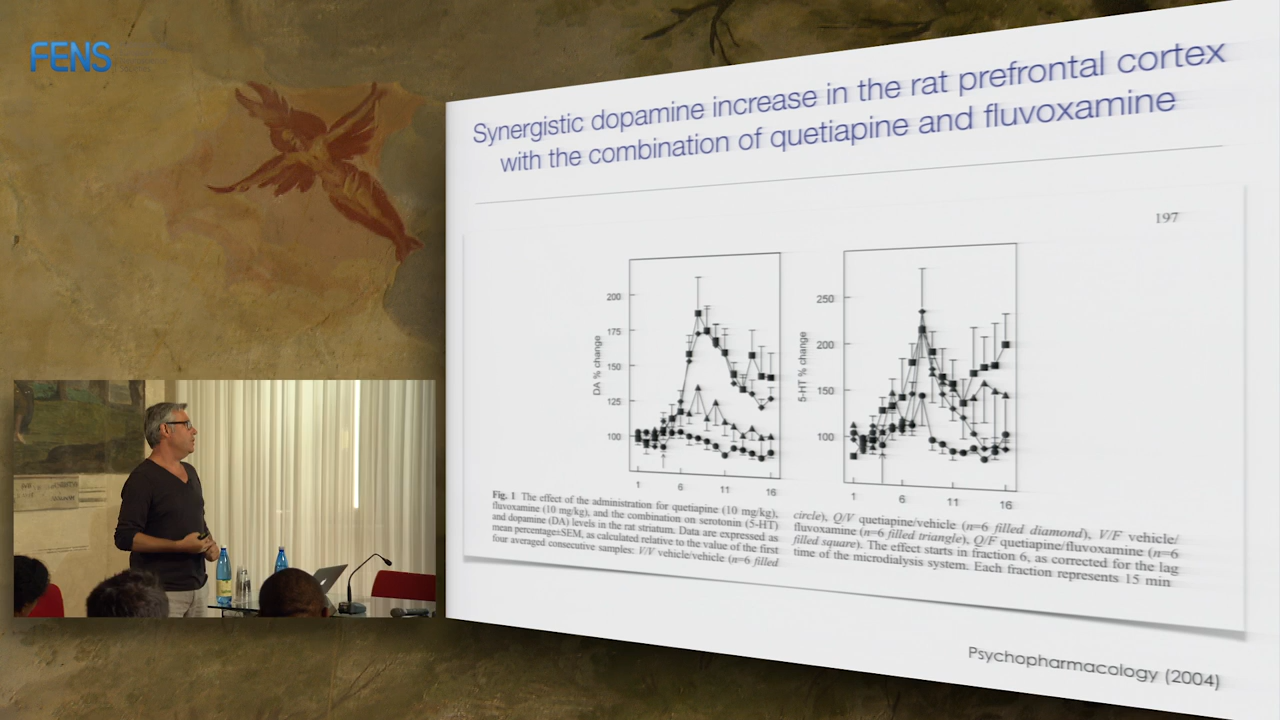 FENS
Synergistic dopamine increase in the rat prefrontal cortex
with the combination of quetiapine and fluvoxamine
197
DA % change
200
175
150
125
100
1 6 11 16
5-HT % change
250
200
150
100
1 6 11 16
Fig. 1 The effect of the administration for quetiapine (10 mg/kg),
fluvoxamine (10 mg/kg), and the combination on serotonin (5-HT)
and dopamine (DA) levels in the rat striatum. Data are expressed as
mean percentage±SEM, as calculated relative to the value of the first
four averaged consecutive samples: V/V vehicle/vehicle (n=6 filled
circle), Q/V quetiapine/vehicle (n=6 filled diamond), V/F vehicle/
fluvoxamine (n=6 filled triangle), Q/F quetiapine/fluvoxamine (n=6
filled square). The effect starts in fraction 6, as corrected for the lag
time of the microdialysis system. Each fraction represents 15 min
Psychopharmacology (2004)